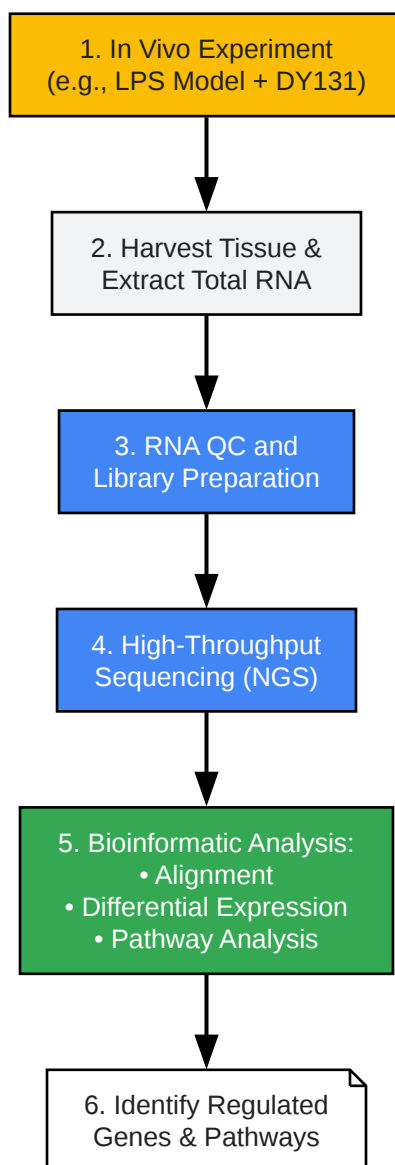 1. In Vivo Experiment
(e.g., LPS Model + DY131)
2. Harvest Tissue &
Extract Total RNA
3. RNA QC and
Library Preparation
4. High-Throughput
Sequencing (NGS)
5. Bioinformatic Analysis:
• Alignment
• Differential Expression
• Pathway Analysis
6. Identify Regulated
Genes & Pathways